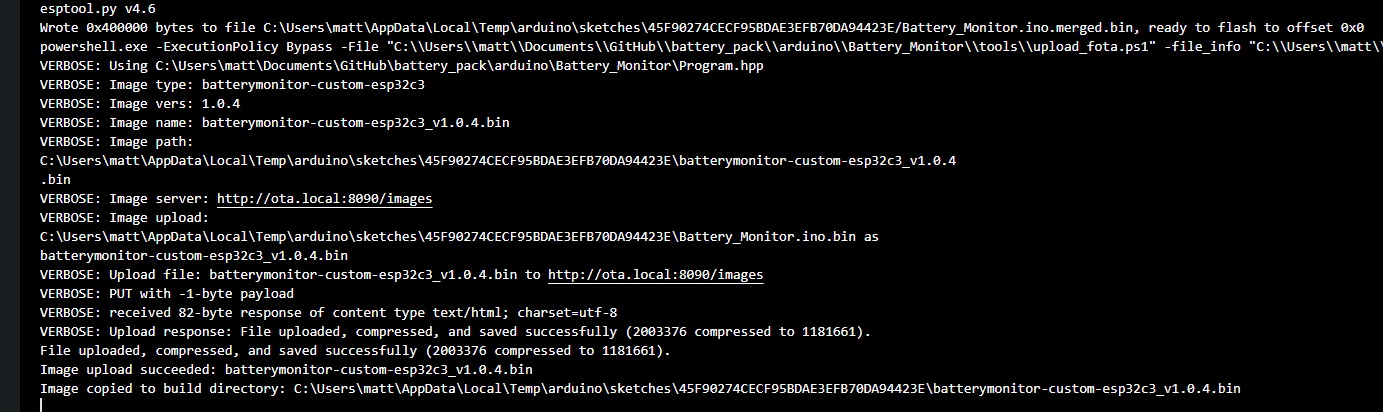 esptool.py v4.6
Wrote 0x400000 bytes to file C:\Users\matt\AppData\Local\Temp\arduino\sketches\45F90274CECF95BDAE3EFB70DA94423E/Battery_Monitor.ino.merged.bin, ready to flash to offset 0x0
powershell.exe -ExecutionPolicy Bypass -File "C:\\Users\\matt\\Documents\\GitHub\\battery_pack\\arduino\\Battery_Monitor\\tools\\upload_fota.ps1" -file_info "C:\\Users\\matt\\
VERBOSE: Using C:\Users\matt\Documents\GitHub\battery_pack\arduino\Battery_Monitor\Program.hpp
VERBOSE: Image type: batterymonitor-custom-esp32c3
VERBOSE: Image vers: 1.0.4
VERBOSE: Image name: batterymonitor-custom-esp32c3_v1.0.4.bin
VERBOSE: Image path:
C:\Users\matt\AppData\Local\Temp\arduino\sketches\45F90274CECF95BDAE3EFB70DA94423E\batterymonitor-custom-esp32c3_v1.0.4
.bin
VERBOSE: Image server: http://ota.local:8090/images
VERBOSE: Image upload:
C:\Users\matt\AppData\Local\Temp\arduino\sketches\45F90274CECF95BDAE3EFB70DA94423E\Battery_Monitor.ino.bin as
batterymonitor-custom-esp32c3_v1.0.4.bin
VERBOSE: Upload file: batterymonitor-custom-esp32c3_v1.0.4.bin to http://ota.local:8090/images
VERBOSE: PUT with -1-byte payload
VERBOSE: received 82-byte response of content type text/html; charset=utf-8
VERBOSE: Upload response: File uploaded, compressed, and saved successfully (2003376 compressed to 1181661).
File uploaded, compressed, and saved successfully (2003376 compressed to 1181661).
Image upload succeeded: batterymonitor-custom-esp32c3_v1.0.4.bin
Image copied to build directory: C:\Users\matt\AppData\Local\Temp\arduino\sketches\45F90274CECF95BDAE3EFB70DA94423E\batterymonitor-custom-esp32c3_v1.0.4.bin